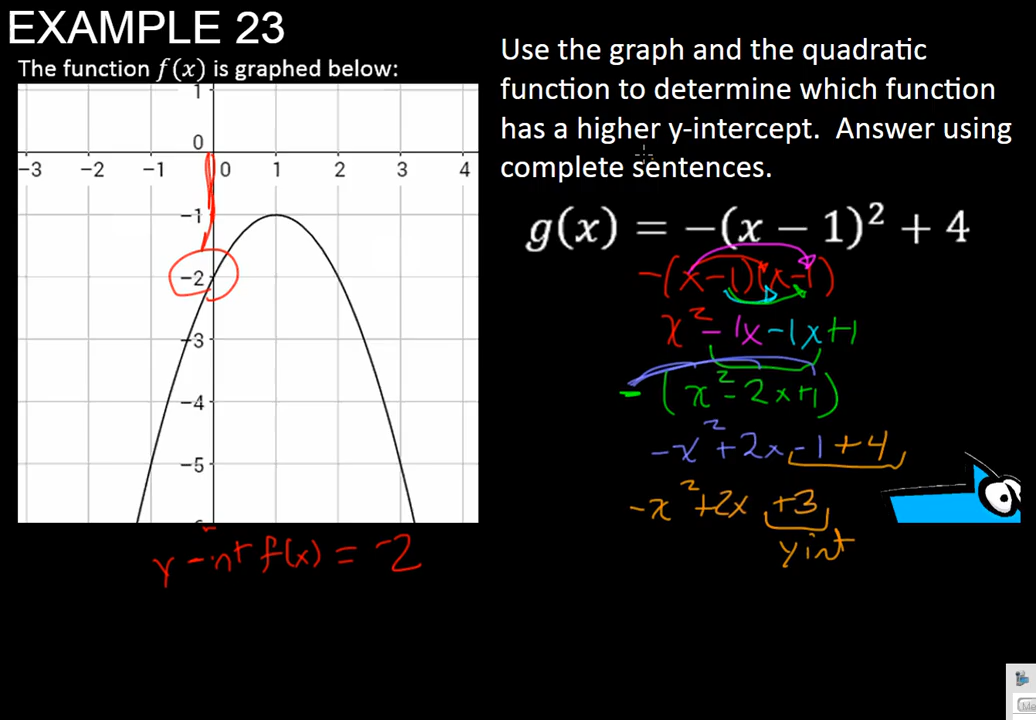 EXAMPLE 23
The function f(x) is graphed below:
1
0
−3 −2 −1 0 1 2 3 4
−1
−2
−3
−4
−5
y-int f(x) = -2
Use the graph and the quadratic
function to determine which function
has a higher y-intercept. Answer using
complete sentences.
g(x) = −(x − 1)² + 4
-(x-1)(x-1)
x² -1x -1x +1
-(x²-2x+1)
-x²+2x-1+4
-x²+2x+3
y int